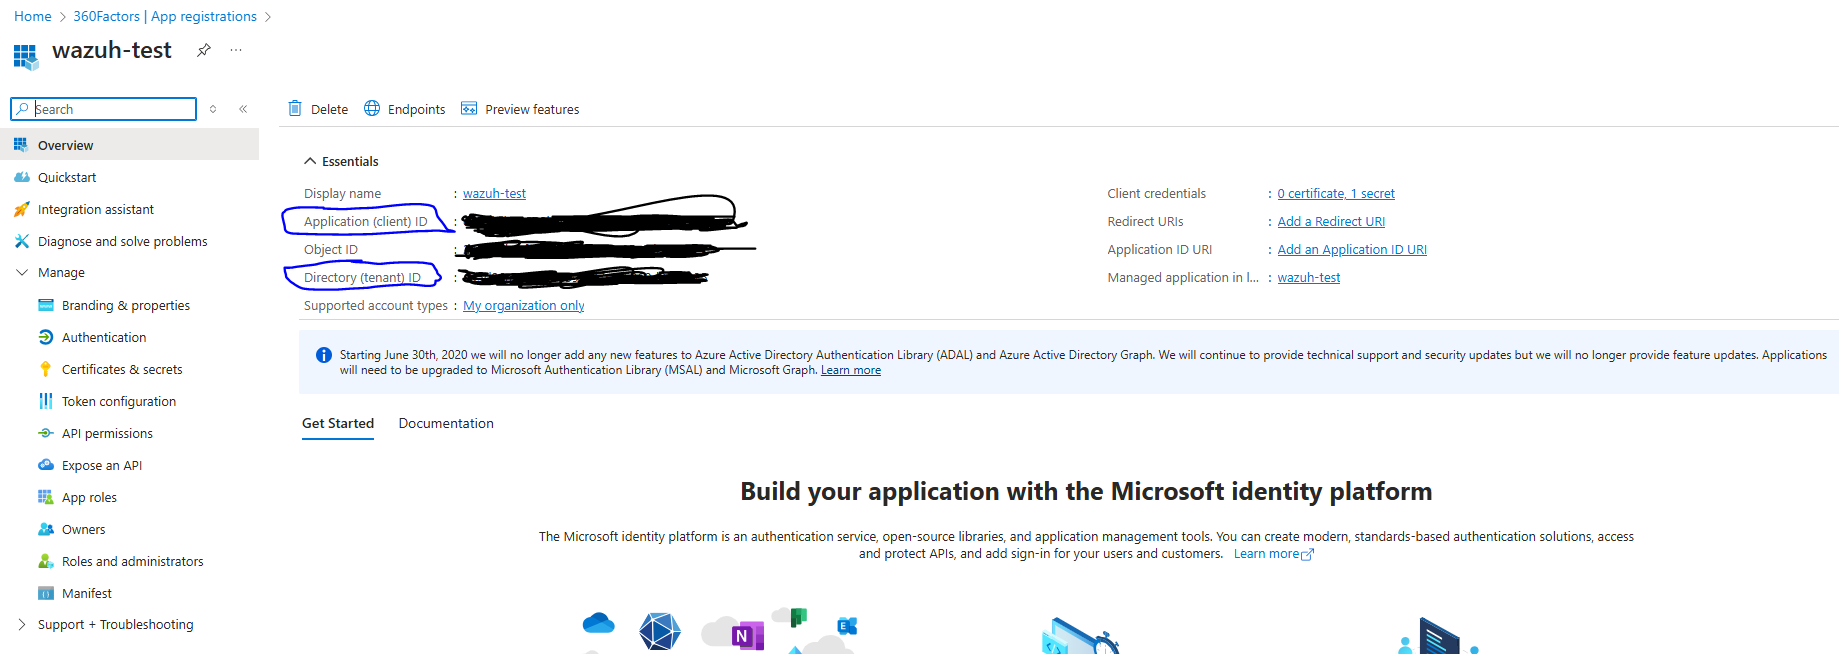 Home > 360Factors | App registrations >
wazuh-test ...
Search
Delete Endpoints Preview features
Overview
Quickstart
Integration assistant
Diagnose and solve problems
Manage
Branding & properties
Authentication
Certificates & secrets
Token configuration
API permissions
Expose an API
App roles
Owners
Roles and administrators
Manifest
Support + Troubleshooting
Essentials
Display name : wazuh-test
Application (client) ID :
Object ID :
Directory (tenant) ID :
Supported account types : My organization only
Client credentials : 0 certificate, 1 secret
Redirect URIs : Add a Redirect URI
Application ID URI : Add an Application ID URI
Managed application in l... : wazuh-test
Starting June 30th, 2020 we will no longer add any new features to Azure Active Directory Authentication Library (ADAL) and Azure Active Directory Graph. We will continue to provide technical support and security updates but we will no longer provide feature updates. Applications
will need to be upgraded to Microsoft Authentication Library (MSAL) and Microsoft Graph. Learn more
Get Started Documentation
Build your application with the Microsoft identity platform
The Microsoft identity platform is an authentication service, open-source libraries, and application management tools. You can create modern, standards-based authentication solutions, access
and protect APIs, and add sign-in for your users and customers. Learn more
N
E